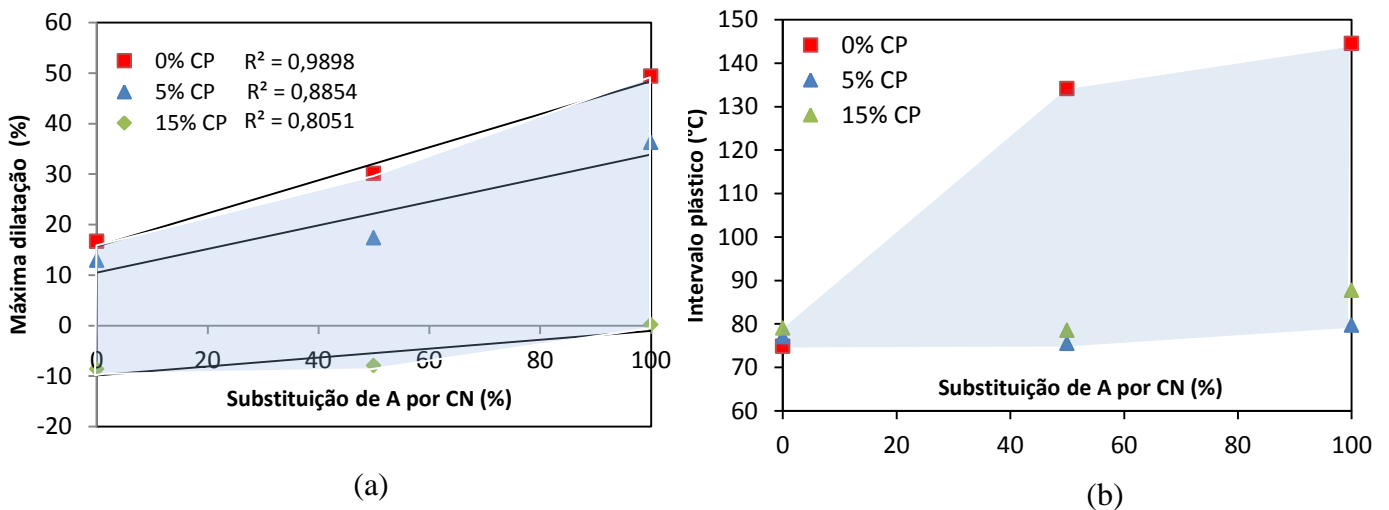 60
50
40
30
20
10
0
-10
-20
Máxima dilatação (%)
0% CP R² = 0,9898
5% CP R² = 0,8854
15% CP R² = 0,8051
0 20 40 60 80 100
Substituição de A por CN (%)
(a)
150
140
130
120
110
100
90
80
70
60
Intervalo plástico (°C)
0% CP
5% CP
15% CP
Substituição de A por CN (%)
0 20 40 60 80 100
(b)